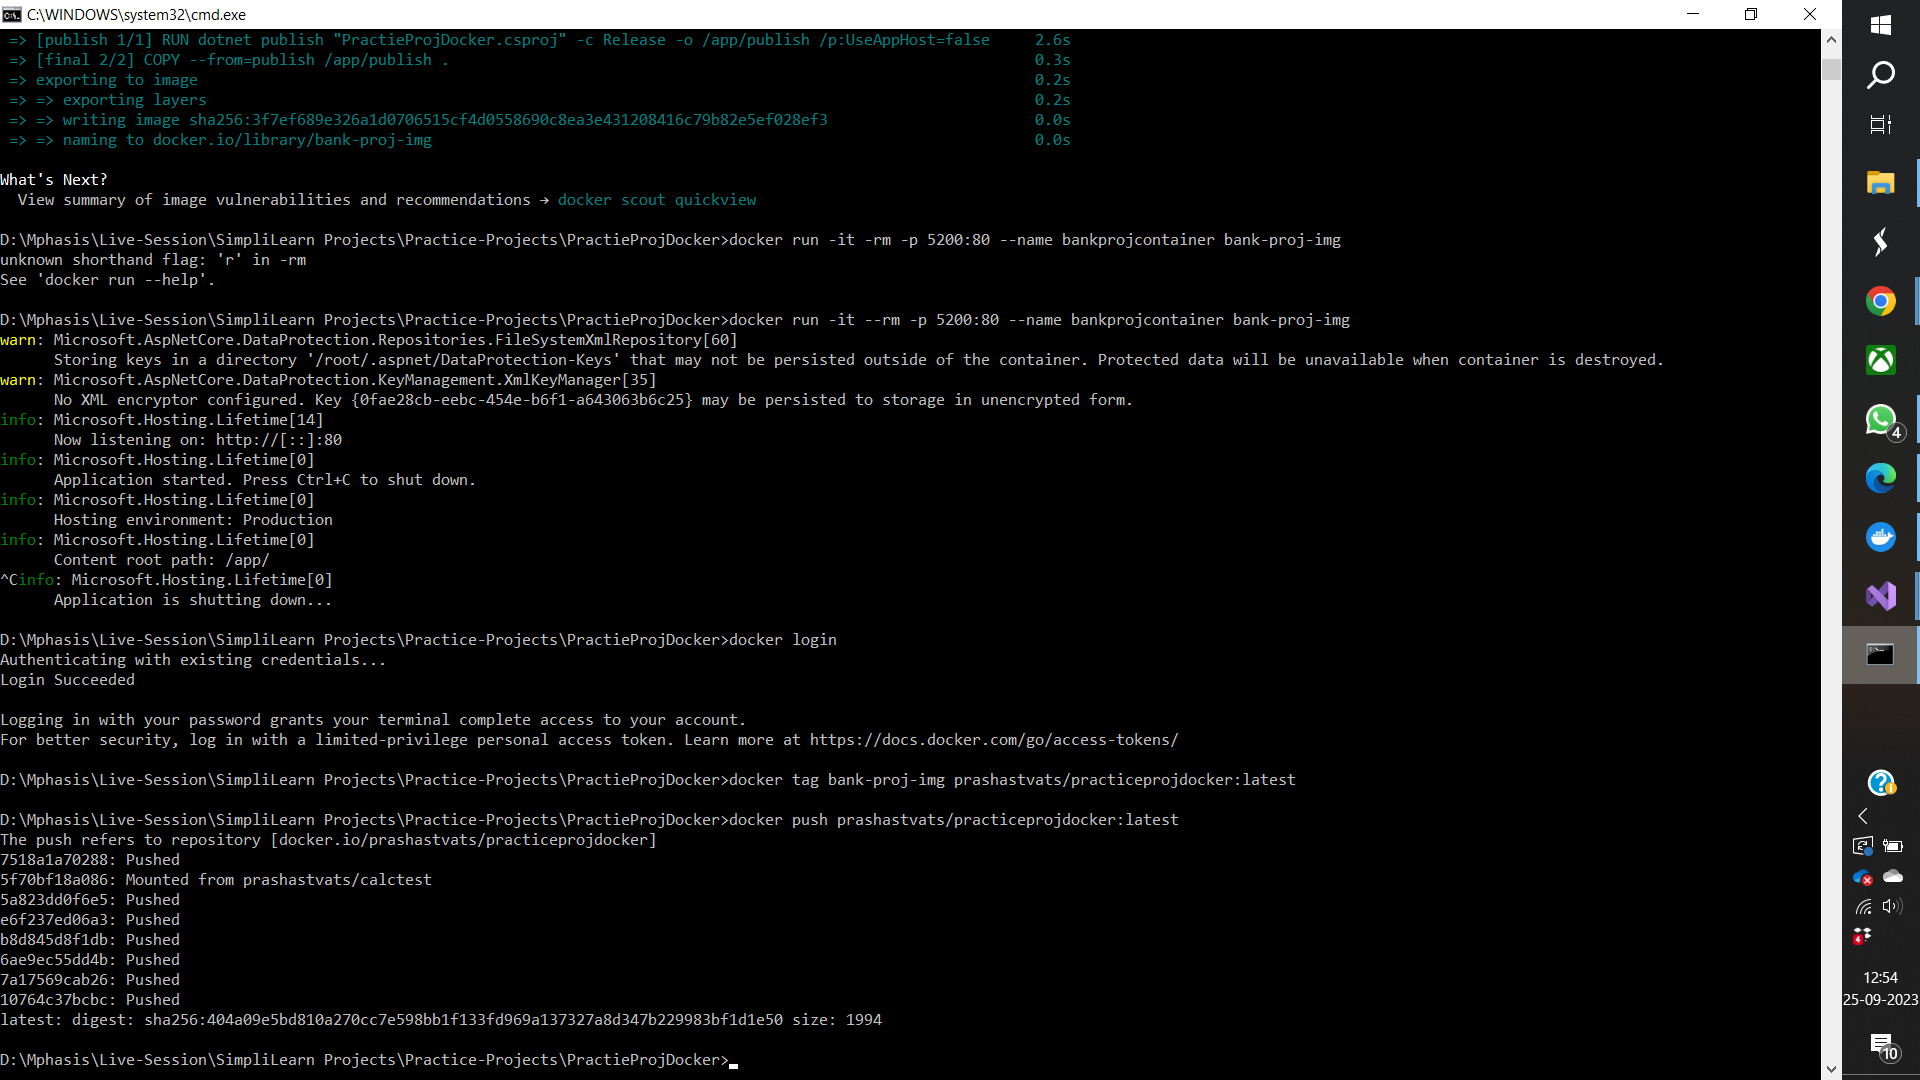 C:\WINDOWS\system32\cmd.exe
=> [publish 1/1] RUN dotnet publish "PractieProjDocker.csproj" -c Release -o /app/publish /p:UseAppHost=false 2.6s
=> [final 2/2] COPY --from=publish /app/publish . 0.3s
=> exporting to image 0.2s
=> => exporting layers 0.2s
=> => writing image sha256:3f7ef689e326a1d0706515cf4d0558690c8ea3e431208416c79b82e5ef028ef3 0.0s
=> => naming to docker.io/library/bank-proj-img 0.0s
What's Next?
View summary of image vulnerabilities and recommendations → docker scout quickview
D:\Mphasis\Live-Session\SimpliLearn Projects\Practice-Projects\PractieProjDocker>docker run -it -rm -p 5200:80 --name bankprojcontainer bank-proj-img
unknown shorthand flag: 'r' in -rm
See 'docker run --help'.
D:\Mphasis\Live-Session\SimpliLearn Projects\Practice-Projects\PractieProjDocker>docker run -it --rm -p 5200:80 --name bankprojcontainer bank-proj-img
warn: Microsoft.AspNetCore.DataProtection.Repositories.FileSystemXmlRepository[60]
Storing keys in a directory '/root/.aspnet/DataProtection-Keys' that may not be persisted outside of the container. Protected data will be unavailable when container is destroyed.
warn: Microsoft.AspNetCore.DataProtection.KeyManagement.XmlKeyManager[35]
No XML encryptor configured. Key {0fae28cb-eebc-454e-b6f1-a643063b6c25} may be persisted to storage in unencrypted form.
info: Microsoft.Hosting.Lifetime[14]
Now listening on: http://[::]:80
info: Microsoft.Hosting.Lifetime[0]
Application started. Press Ctrl+C to shut down.
info: Microsoft.Hosting.Lifetime[0]
Hosting environment: Production
info: Microsoft.Hosting.Lifetime[0]
Content root path: /app/
^Cinfo: Microsoft.Hosting.Lifetime[0]
Application is shutting down...
D:\Mphasis\Live-Session\SimpliLearn Projects\Practice-Projects\PractieProjDocker>docker login
Authenticating with existing credentials...
Login Succeeded
Logging in with your password grants your terminal complete access to your account.
For better security, log in with a limited-privilege personal access token. Learn more at https://docs.docker.com/go/access-tokens/
D:\Mphasis\Live-Session\SimpliLearn Projects\Practice-Projects\PractieProjDocker>docker tag bank-proj-img prashastvats/practiceprojdocker:latest
D:\Mphasis\Live-Session\SimpliLearn Projects\Practice-Projects\PractieProjDocker>docker push prashastvats/practiceprojdocker:latest
The push refers to repository [docker.io/prashastvats/practiceprojdocker]
7518a1a70288: Pushed
5f70bf18a086: Mounted from prashastvats/calctest
5a823dd0f6e5: Pushed
e6f237ed06a3: Pushed
b8d845d8f1db: Pushed
6ae9ec55dd4b: Pushed
7a17569cab26: Pushed
10764c37bcbc: Pushed
latest: digest: sha256:404a09e5bd810a270cc7e598bb1f133fd969a137327a8d347b229983bf1d1e50 size: 1994
D:\Mphasis\Live-Session\SimpliLearn Projects\Practice-Projects\PractieProjDocker>
4
4
12:54
25-09-2023
10